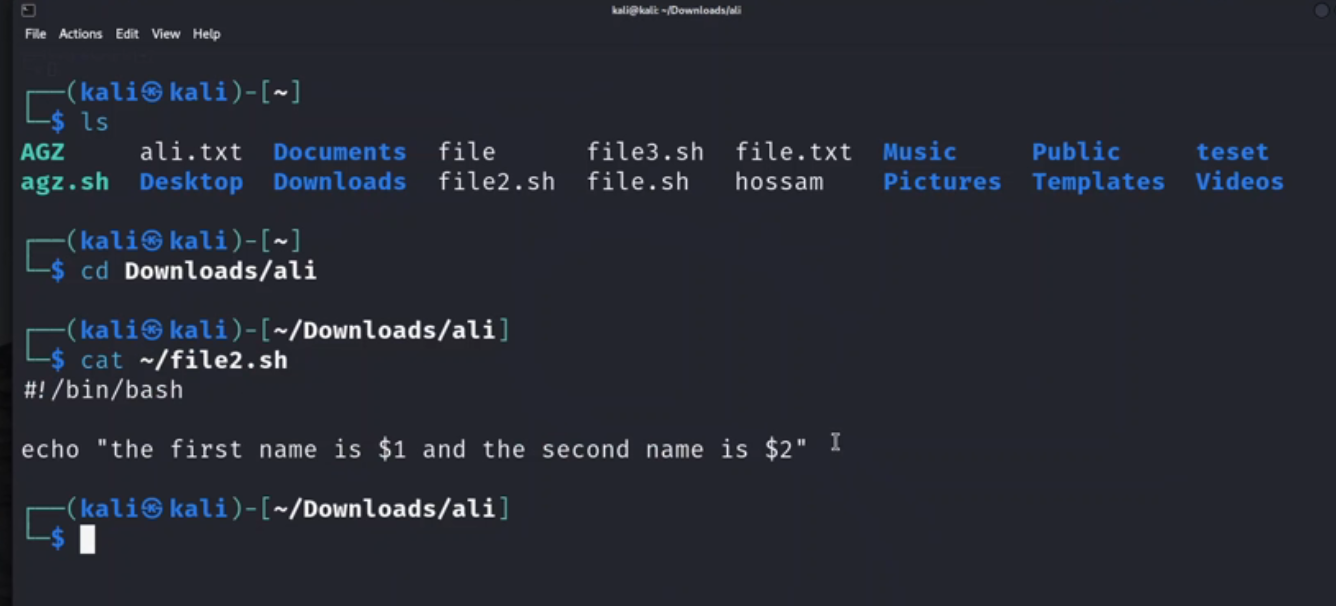 kali@kali: ~/Downloads/ali
File Actions Edit View Help
┌──(kali㉿kali)-[~]
└─$ ls
AGZ ali.txt Documents file file3.sh file.txt Music Public teset
agz.sh Desktop Downloads file2.sh file.sh hossam Pictures Templates Videos
┌──(kali㉿kali)-[~]
└─$ cd Downloads/ali
┌──(kali㉿kali)-[~/Downloads/ali]
└─$ cat ~/file2.sh
#!/bin/bash
echo "the first name is $1 and the second name is $2"
┌──(kali㉿kali)-[~/Downloads/ali]
└─$